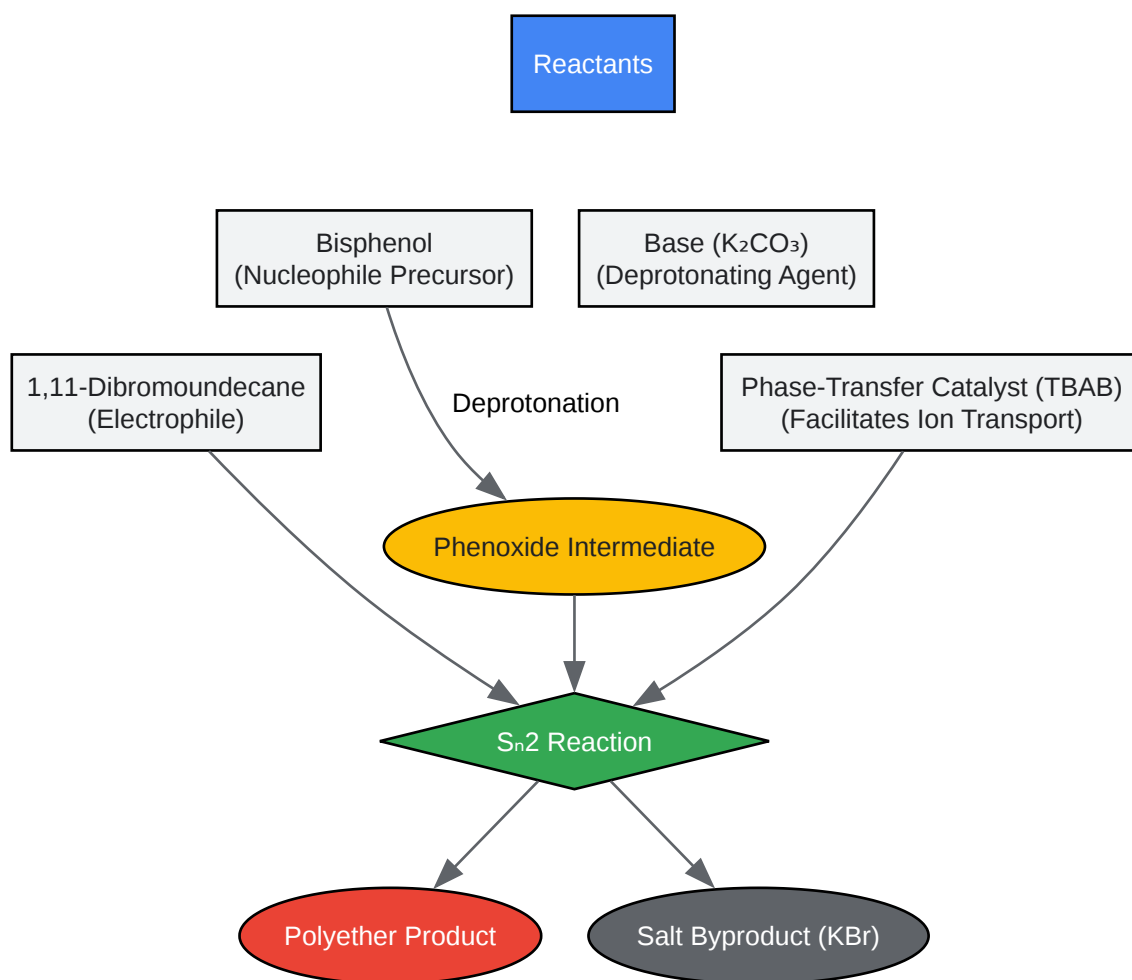 Reactants
Bisphenol
(Nucleophile Precursor)
Base (K₂CO₃)
(Deprotonating Agent)
1,11-Dibromoundecane
(Electrophile)
Deprotonation
Phase-Transfer Catalyst (TBAB)
(Facilitates Ion Transport)
Phenoxide Intermediate
Sₙ2 Reaction
Polyether Product
Salt Byproduct (KBr)